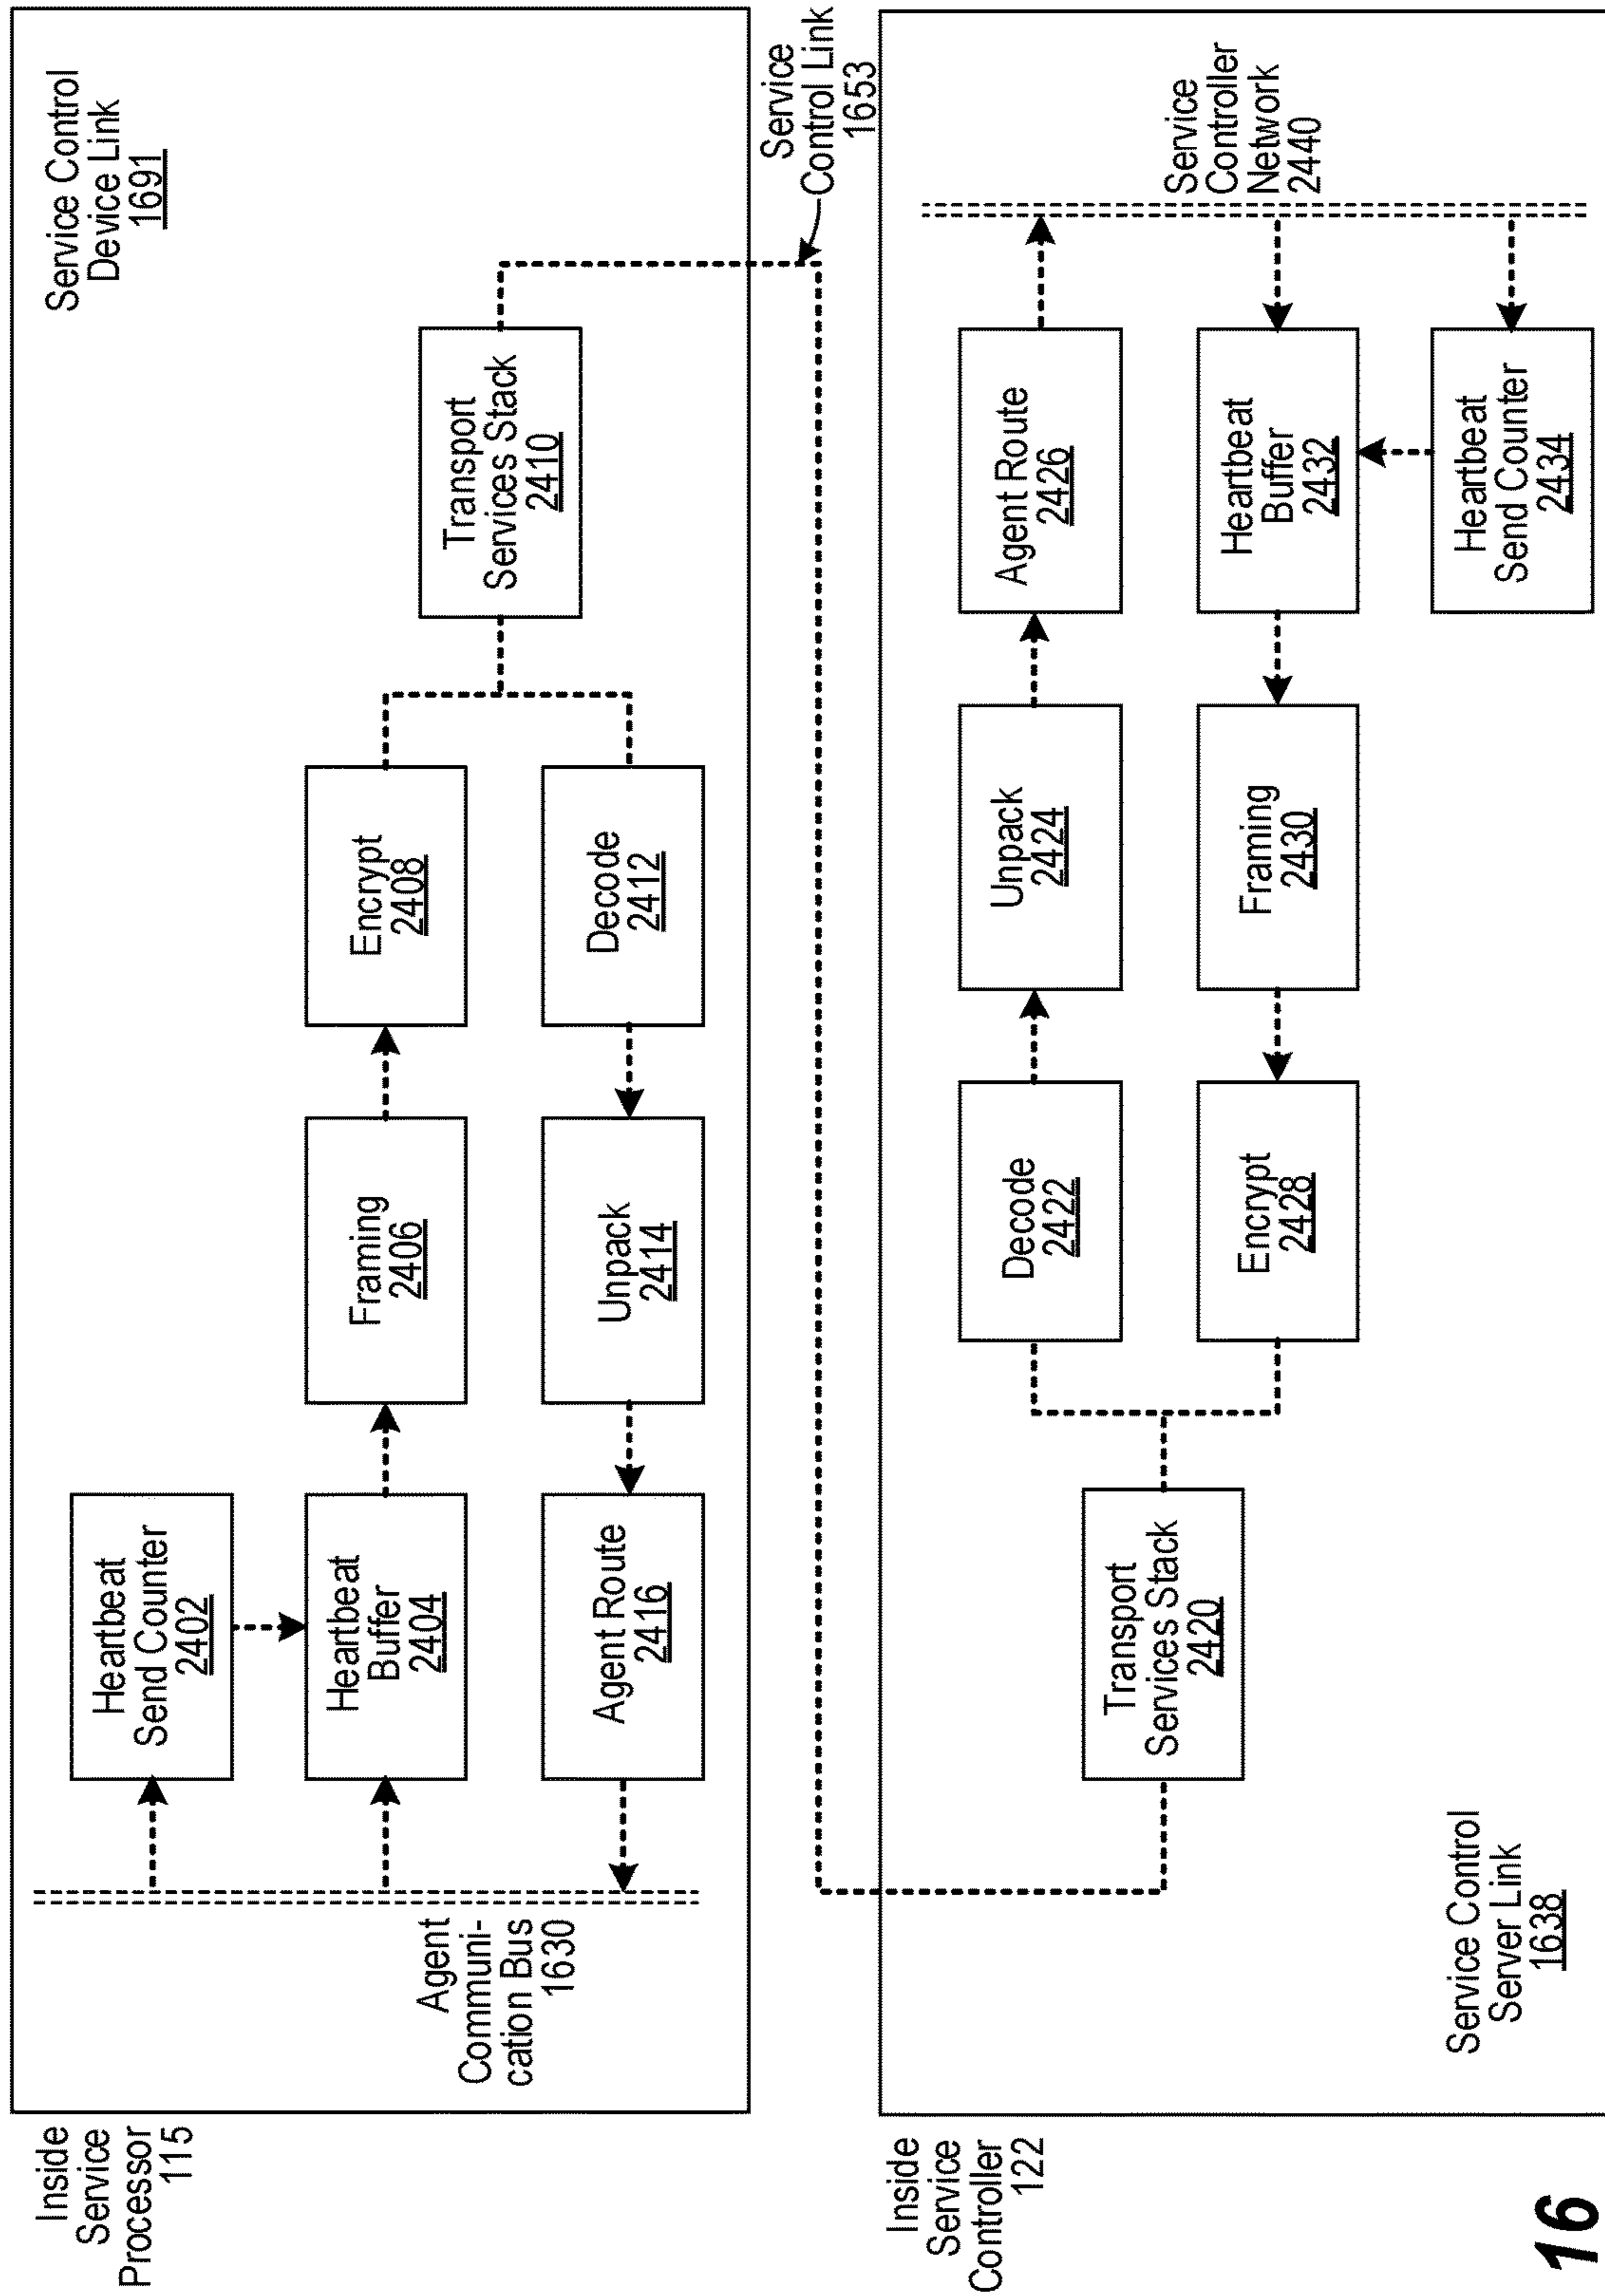 Inside
Service
Processor
115
Service Control
Device Link
1691
Agent
Communi-
cation Bus
1630
Heartbeat
Send Counter
2402
Heartbeat
Buffer
2404
Framing
2406
Encrypt
2408
Transport
Services Stack
2410
Agent Route
2416
Unpack
2414
Decode
2412
Service
Control Link
1653
Inside
Service
Controller
122
Service Control
Server Link
1638
Transport
Services Stack
2420
Decode
2422
Unpack
2424
Agent Route
2426
Encrypt
2428
Framing
2430
Heartbeat
Buffer
2432
Heartbeat
Send Counter
2434
Service
Controller
Network
2440
16